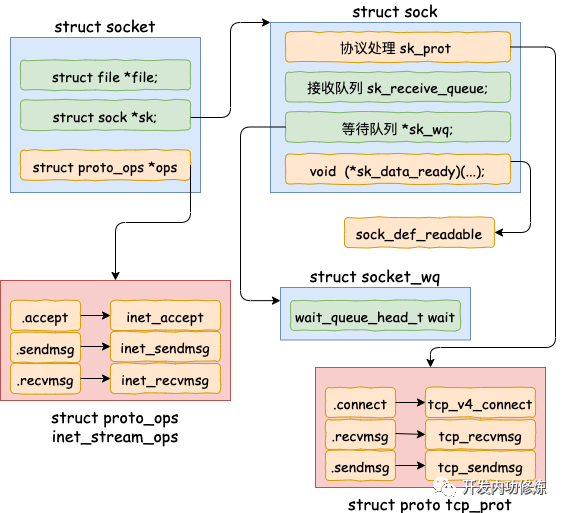 struct socket
struct file *file;
struct sock *sk;
struct proto_ops *ops
struct sock
协议处理 sk_prot
接收队列 sk_receive_queue;
等待队列 *sk_wq;
void (*sk_data_ready)(...);
sock_def_readable
struct socket_wq
wait_queue_head_t wait
.accept
inet_accept
.sendmsg
inet_sendmsg
.recvmsg
inet_recvmsg
struct proto_ops
inet_stream_ops
.connect
tcp_v4_connect
.recvmsg
tcp_recvmsg
.sendmsg
tcp_sendmsg
开发内功修炼
struct proto tcp_prot